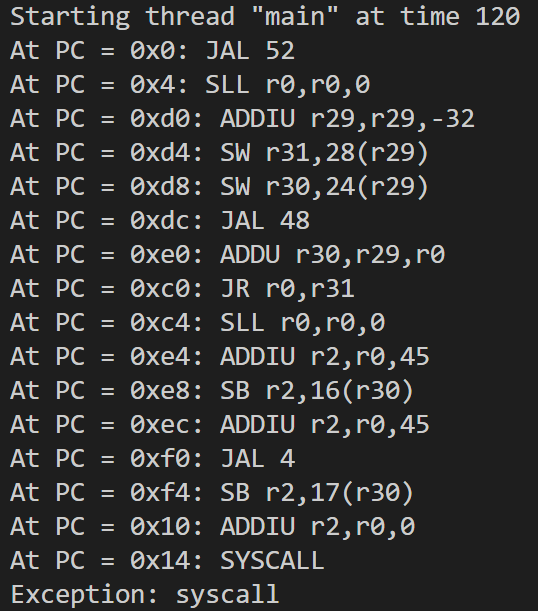 Starting thread "main" at time 120
At PC = 0x0: JAL 52
At PC = 0x4: SLL r0,r0,0
At PC = 0xd0: ADDIU r29,r29,-32
At PC = 0xd4: SW r31,28(r29)
At PC = 0xd8: SW r30,24(r29)
At PC = 0xdc: JAL 48
At PC = 0xe0: ADDU r30,r29,r0
At PC = 0xc0: JR r0,r31
At PC = 0xc4: SLL r0,r0,0
At PC = 0xe4: ADDIU r2,r0,45
At PC = 0xe8: SB r2,16(r30)
At PC = 0xec: ADDIU r2,r0,45
At PC = 0xf0: JAL 4
At PC = 0xf4: SB r2,17(r30)
At PC = 0x10: ADDIU r2,r0,0
At PC = 0x14: SYSCALL
Exception: syscall